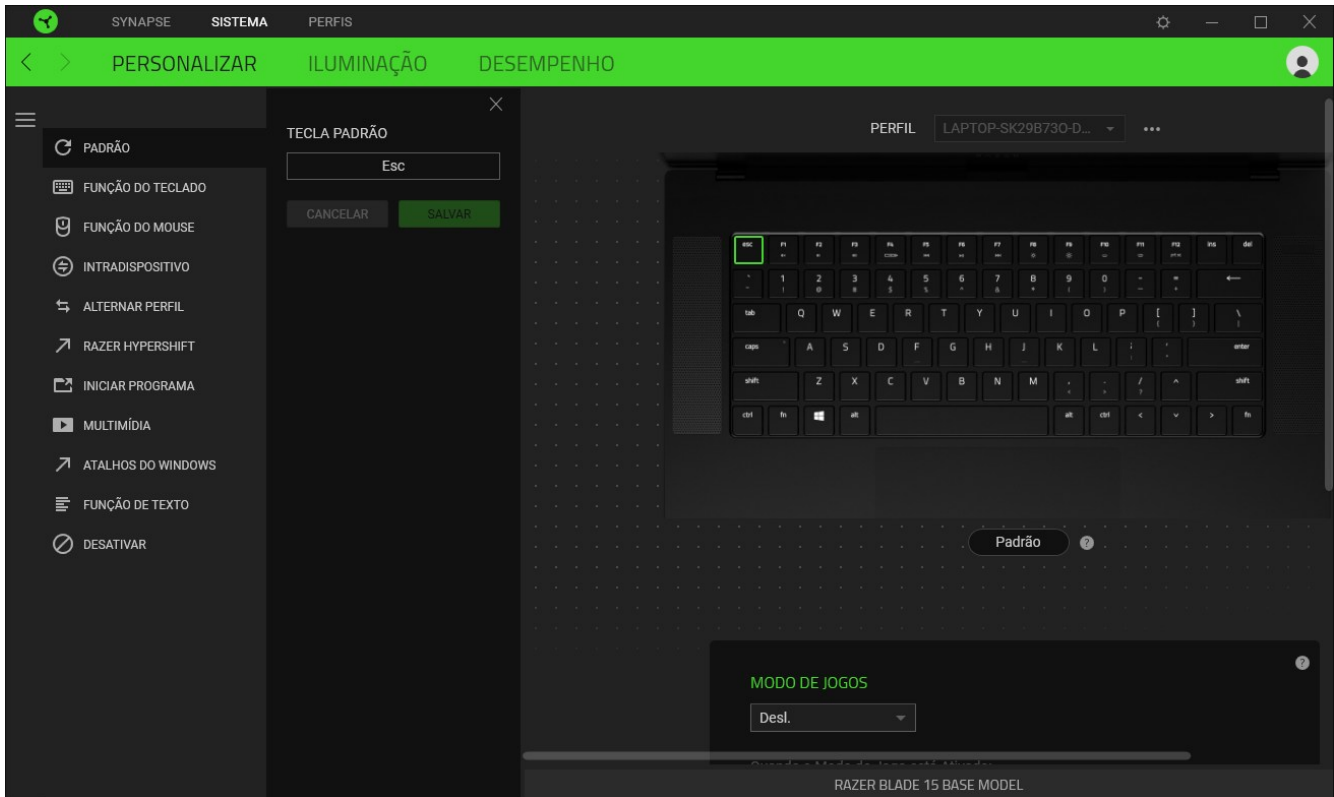 SYNAPSE SISTEMA PERFIS
PERSONALIZAR ILUMINAÇÃO DESEMPENHO
PADRÃO
FUNÇÃO DO TECLADO
FUNÇÃO DO MOUSE
INTRADISPOSITIVO
ALTERNAR PERFIL
RAZER HYPERSHIFT
INICIAR PROGRAMA
MULTIMÍDIA
ATALHOS DO WINDOWS
FUNÇÃO DE TEXTO
DESATIVAR
TECLA PADRÃO
Esc
CANCELAR SALVAR
PERFIL LAPTOP-SK29B73O-D...
esc F1 F2 F3 F4 F5 F6 F7 F8 F9 F10 F11 F12 ins del
1 2 3 4 5 6 7 8 9 0 - =
tab Q W E R T Y U I O P [ ] \
caps A S D F G H J K L ; ' enter
shift Z X C V B N M , . / ^ shift
ctrl fn alt alt ctrl < v > fn
Padrão ?
MODO DE JOGOS ?
Desl.
RAZER BLADE 15 BASE MODEL